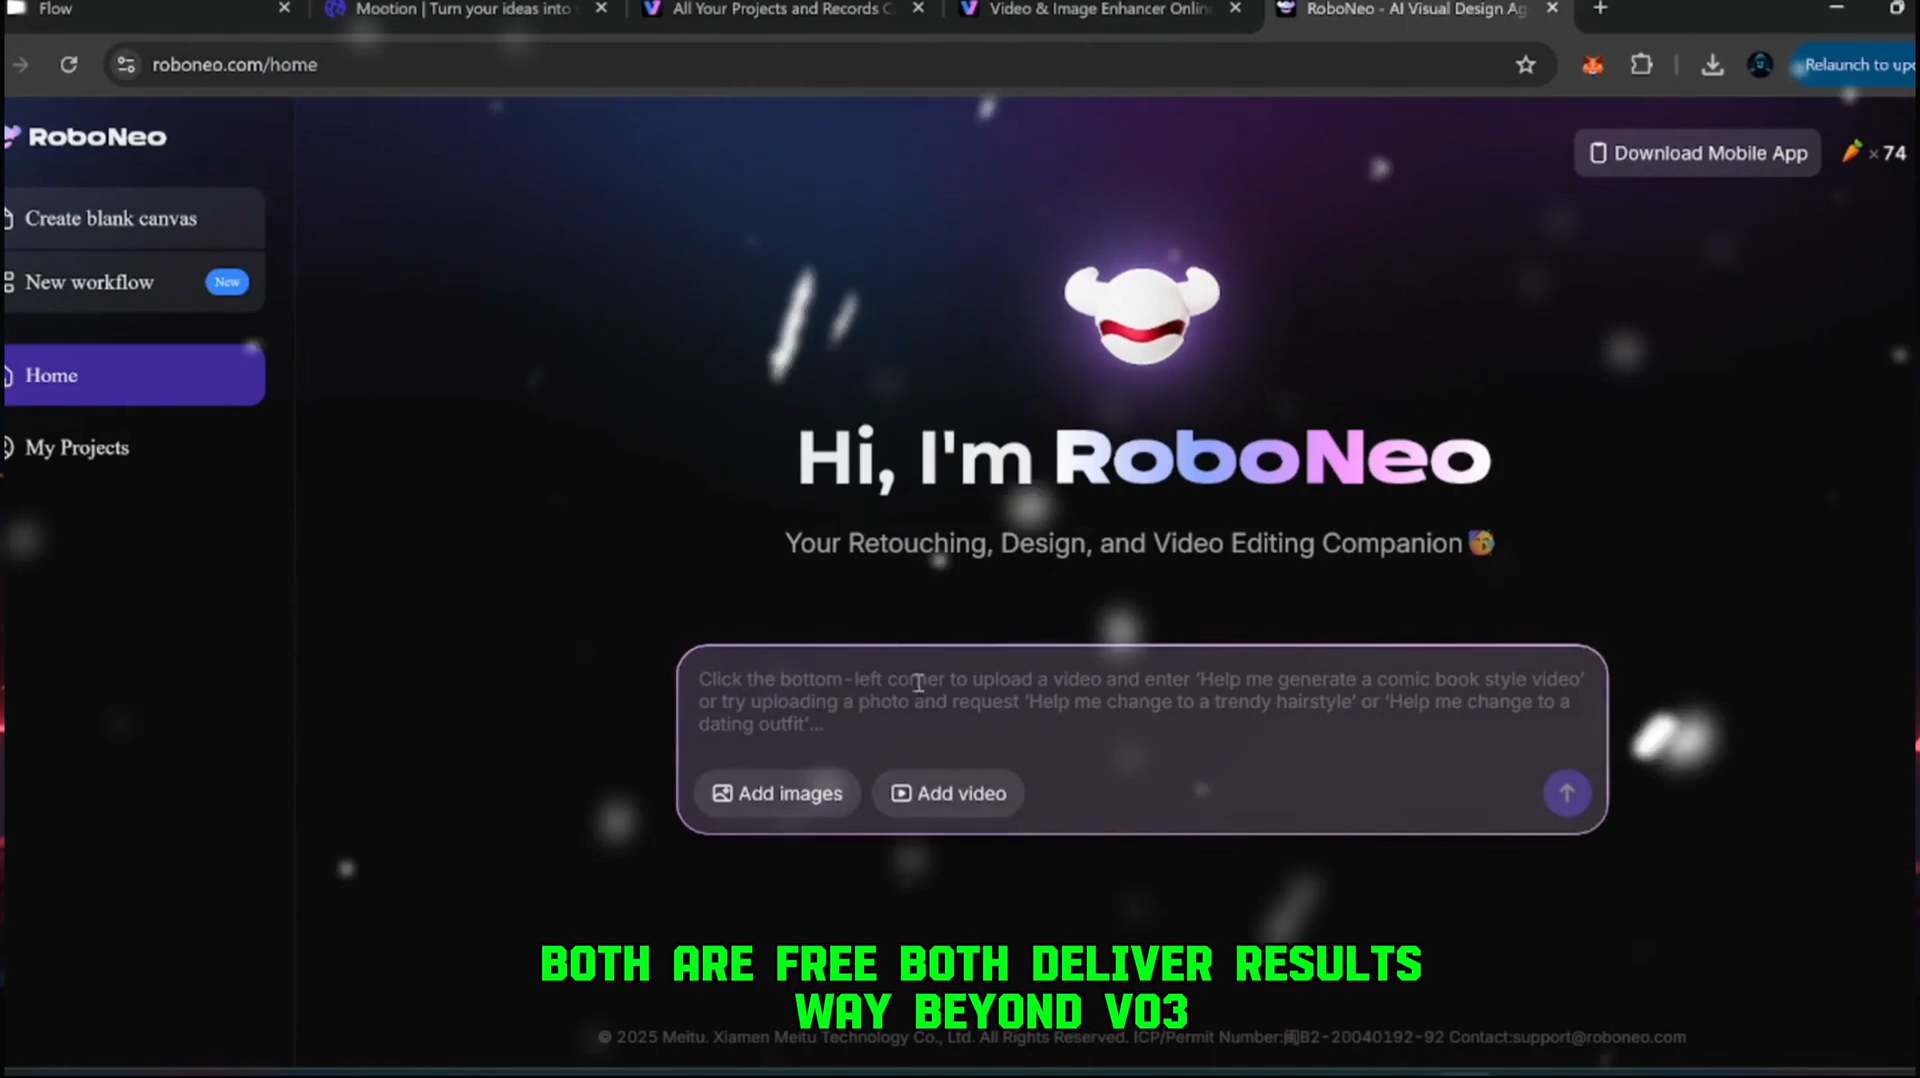 Flow
Mootion | Turn your ideas into
All Your Projects and Records
Video & Image Enhancer Onlin
RoboNeo - AI Visual Design Ag
roboneo.com/home
Relaunch to upd
RoboNeo
Download Mobile App
× 74
Create blank canvas
New workflow
New
Home
My Projects
Hi, I'm RoboNeo
Your Retouching, Design, and Video Editing Companion
Click the bottom-left corner to upload a video and enter ‘Help me generate a comic book style video’
or try uploading a photo and request ‘Help me change to a trendy hairstyle’ or ‘Help me change to a
dating outfit’...
Add images
Add video
BOTH ARE FREE BOTH DELIVER RESULTS
WAY BEYOND VO3
© 2025 Meitu. Xiamen Meitu Technology Co., Ltd. All Rights Reserved. ICP/Permit Number:闽B2-20040192-92 Contact:support@roboneo.com